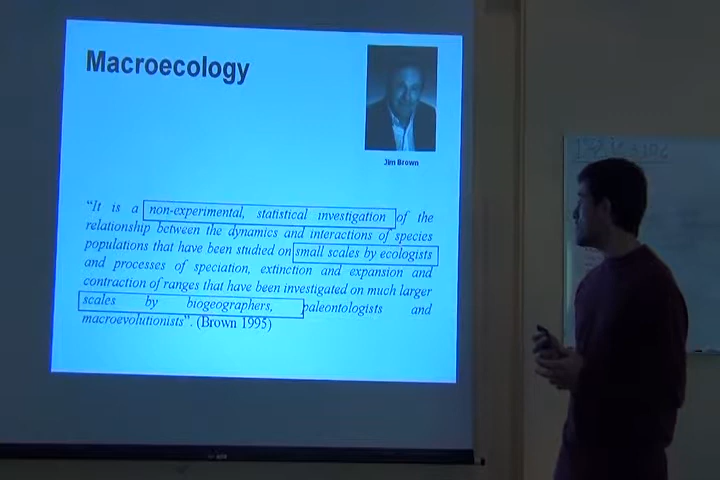 Macroecology
Jim Brown
“It is a non-experimental, statistical investigation of the
relationship between the dynamics and interactions of species
populations that have been studied on small scales by ecologists
and processes of speciation, extinction and expansion and
contraction of ranges that have been investigated on much larger
scales by biogeographers, paleontologists and
macroevolutionists”. (Brown 1995)